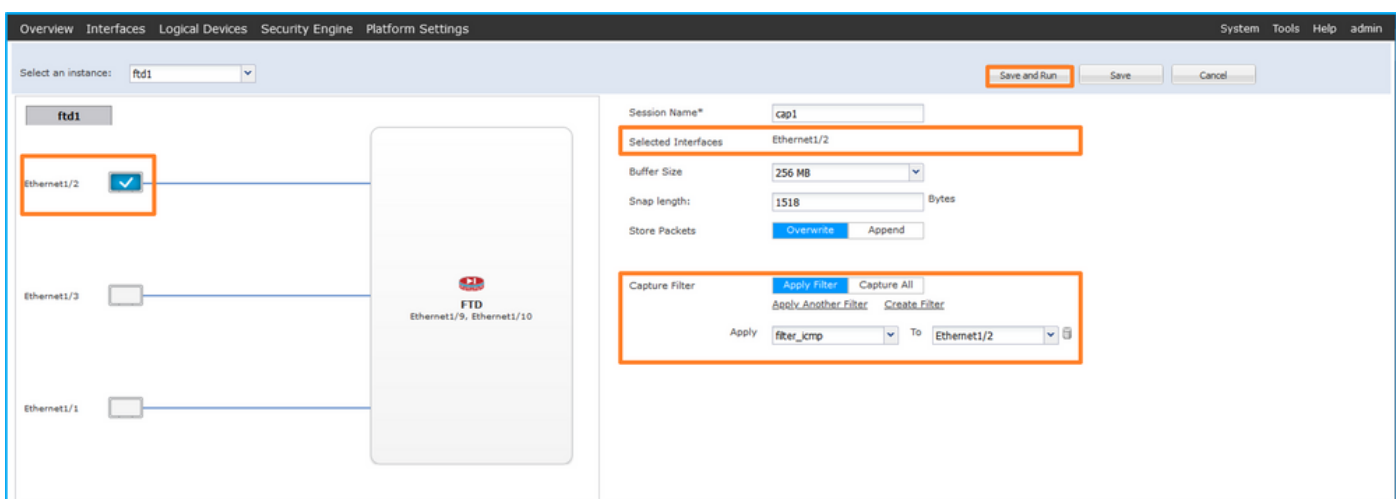 Overview Interfaces Logical Devices Security Engine Platform Settings System Tools Help admin
Select an instance: ftd1 Save and Run Save Cancel
ftd1
Ethernet1/2
Ethernet1/3
Ethernet1/1
FTD
Ethernet1/9, Ethernet1/10
Session Name* cap1
Selected Interfaces Ethernet1/2
Buffer Size 256 MB
Snap length: 1518 Bytes
Store Packets Overwrite Append
Capture Filter Apply Filter Capture All
Apply Another Filter Create Filter
Apply filter_icmp To Ethernet1/2